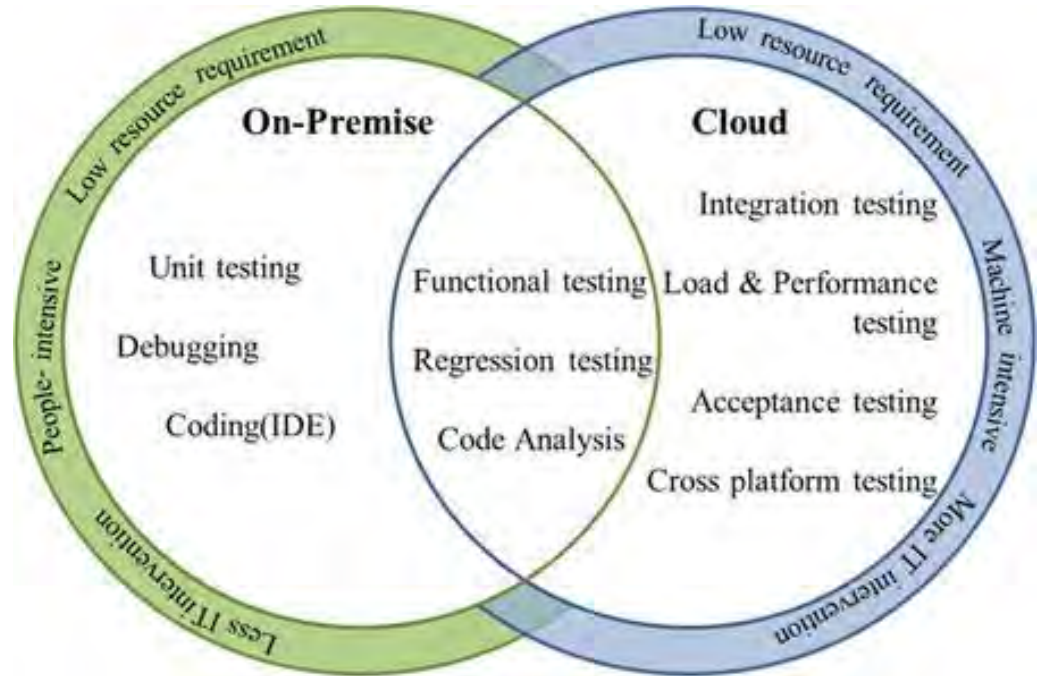 Low resource requirement
People- intensive
Less IT intervention
On-Premise
Unit testing
Debugging
Coding(IDE)
Functional testing
Regression testing
Code Analysis
Cloud
Integration testing
Load & Performance
testing
Acceptance testing
Cross platform testing
Low resource requirement
Machine intensive
More IT intervention